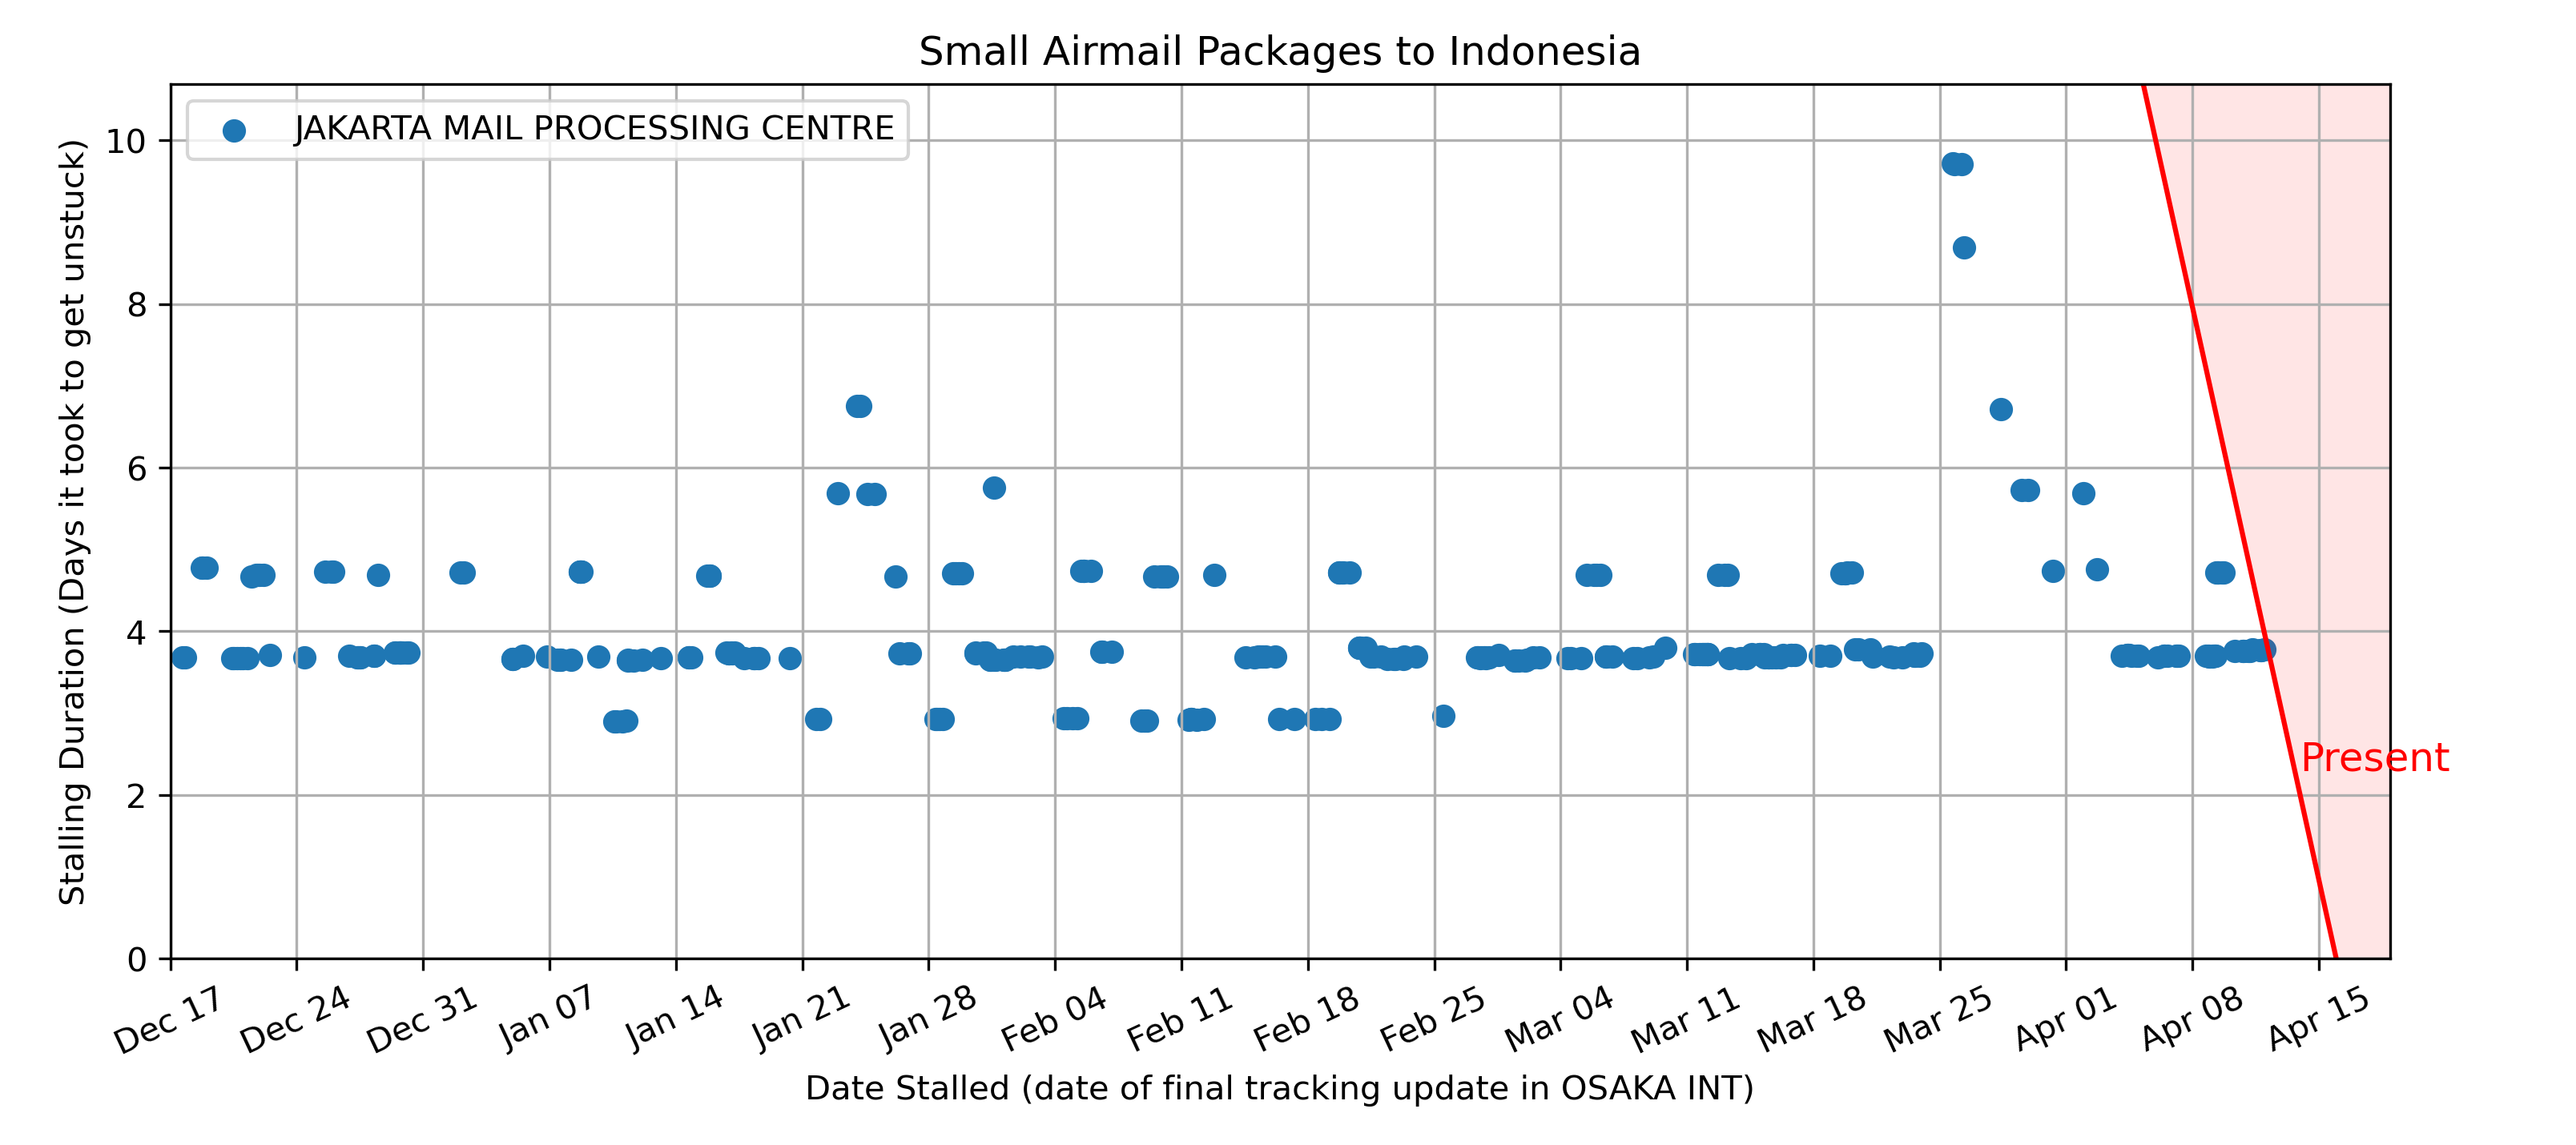 Small Airmail Packages to Indonesia
JAKARTA MAIL PROCESSING CENTRE
Stalling Duration (Days it took to get unstuck)
10
8
6
4
2
0
Present
Dec 17
Dec 24
Dec 31
Jan 07
Jan 14
Jan 21
Jan 28
Feb 04
Feb 11
Feb 18
Feb 25
Mar 04
Mar 11
Mar 18
Mar 25
Apr 01
Apr 08
Apr 15
Date Stalled (date of final tracking update in OSAKA INT)